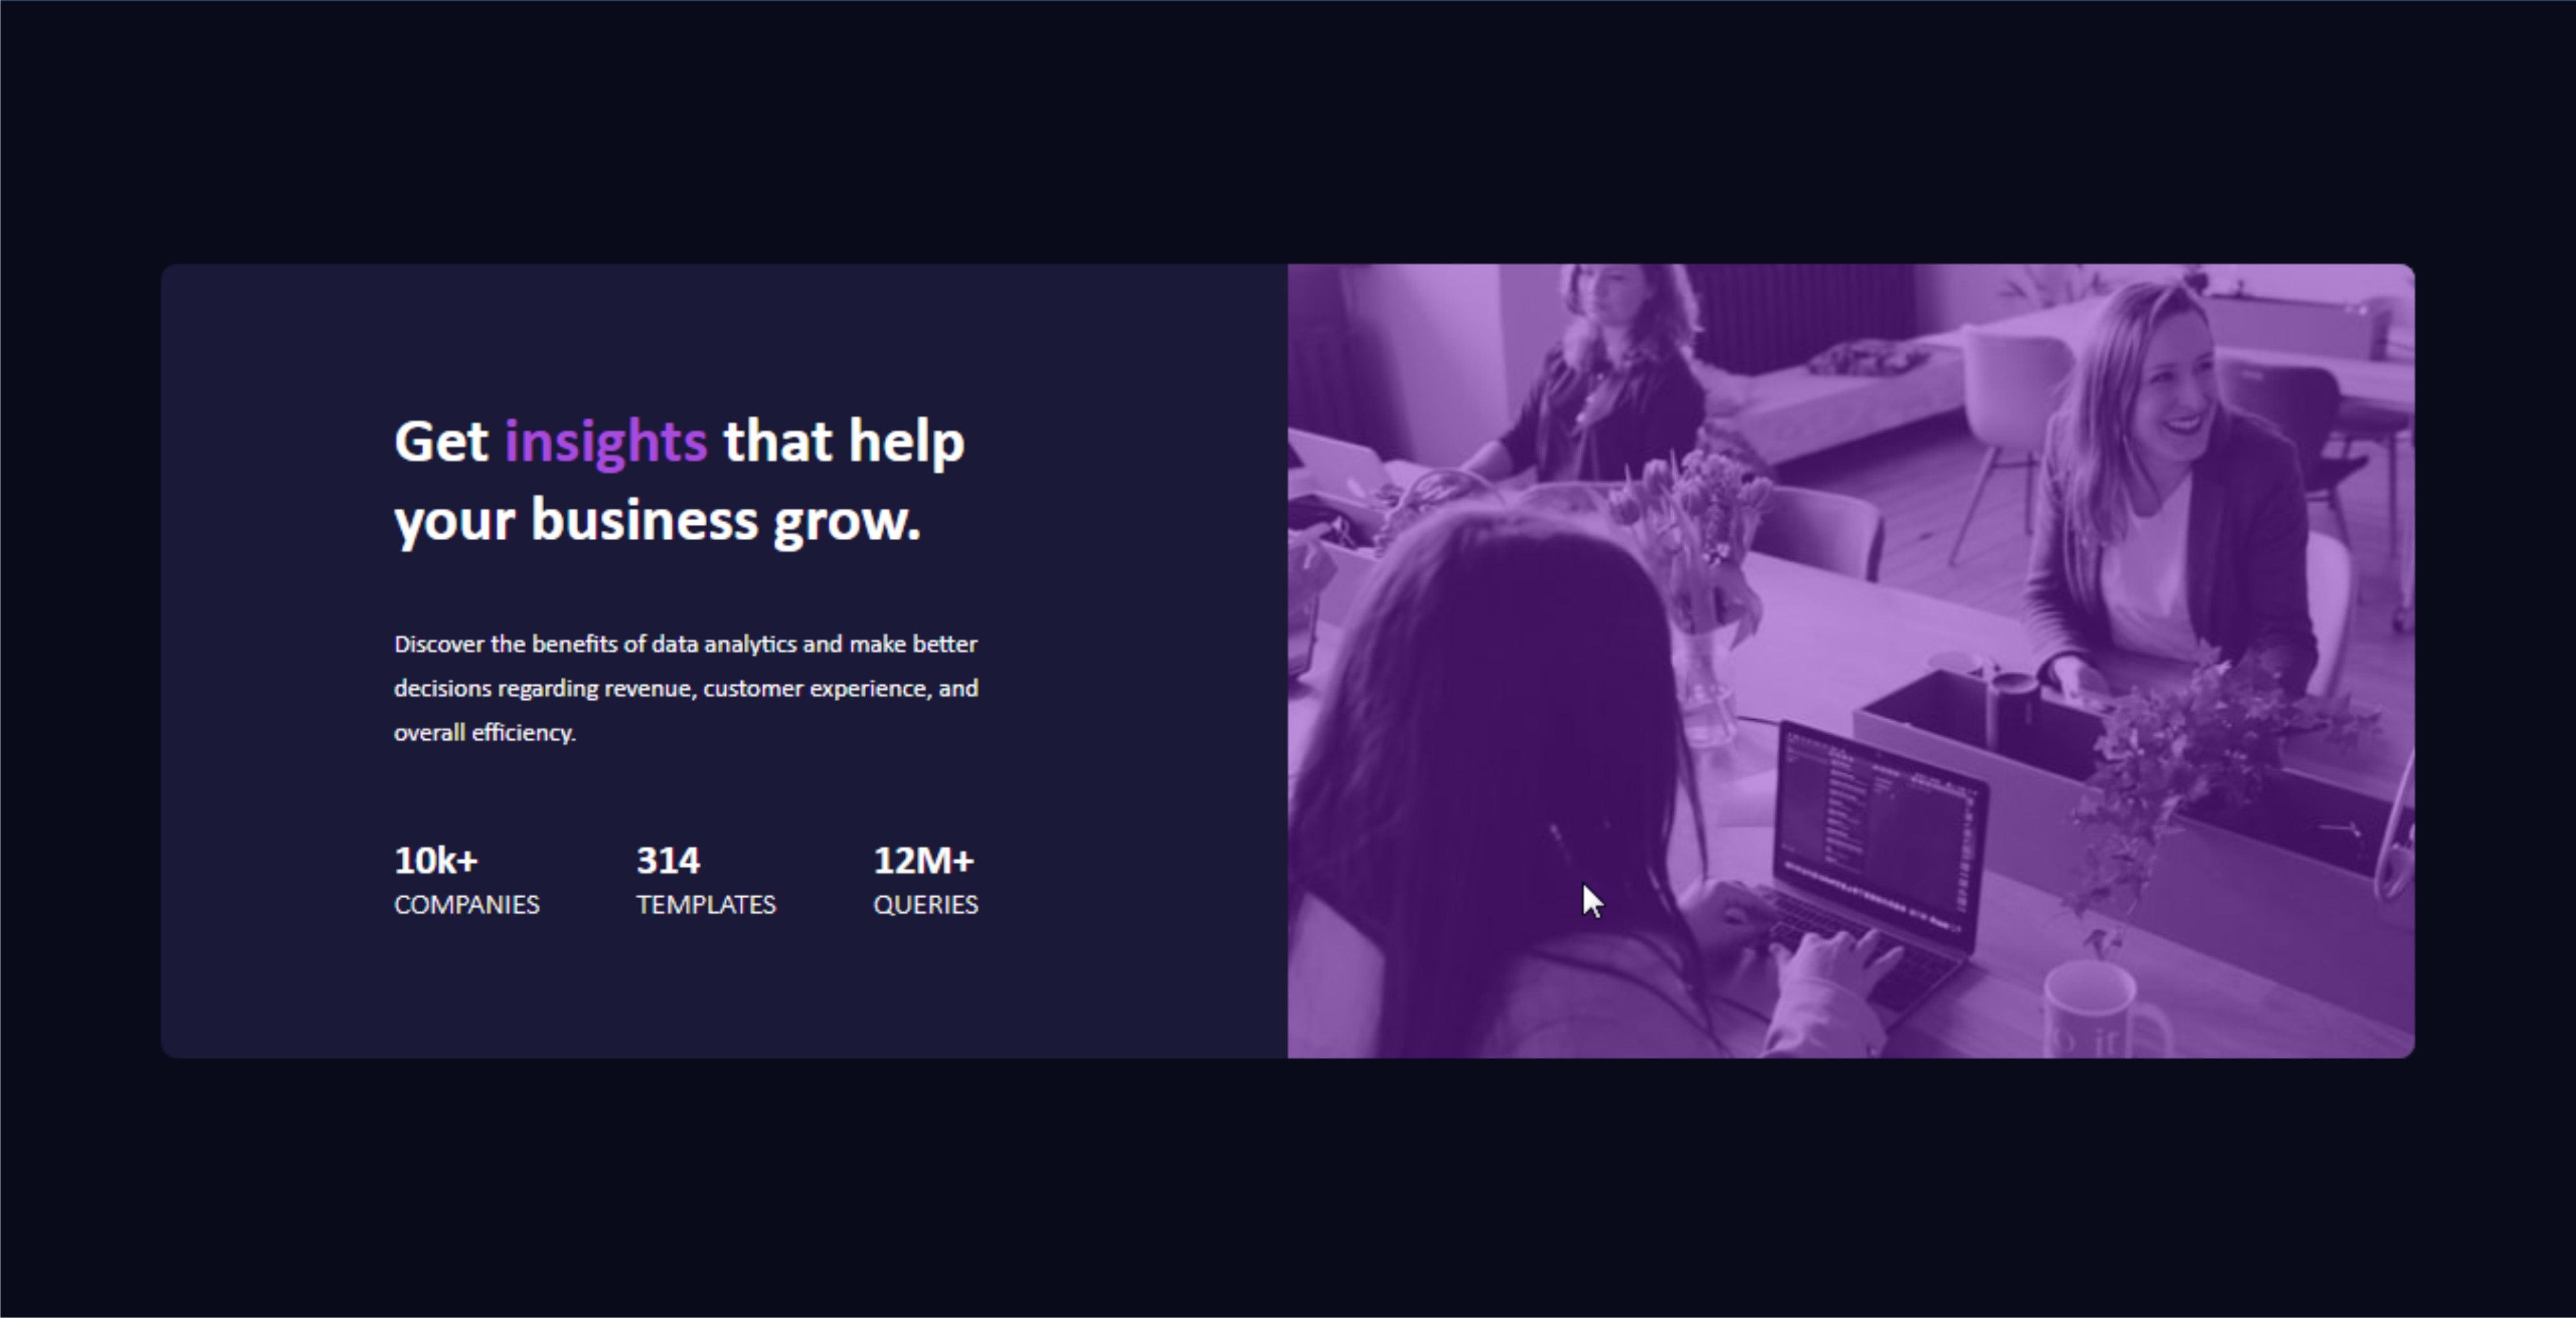 Get insights that help
your business grow.
Discover the benefits of data analytics and make better
decisions regarding revenue, customer experience, and
overall efficiency.
10k+ 314 12M+
COMPANIES TEMPLATES QUERIES